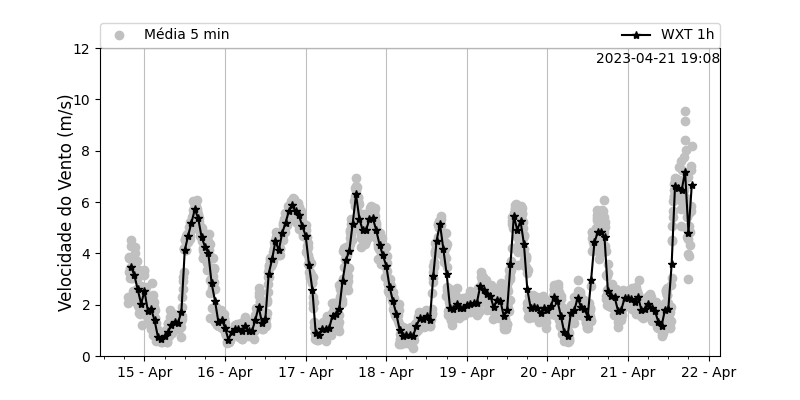 Média 5 min
WXT 1h
2023-04-21 19:08
Velocidade do Vento (m/s)
12
10
8
6
4
2
0
15 - Apr
16 - Apr
17 - Apr
18 - Apr
19 - Apr
20 - Apr
21 - Apr
22 - Apr